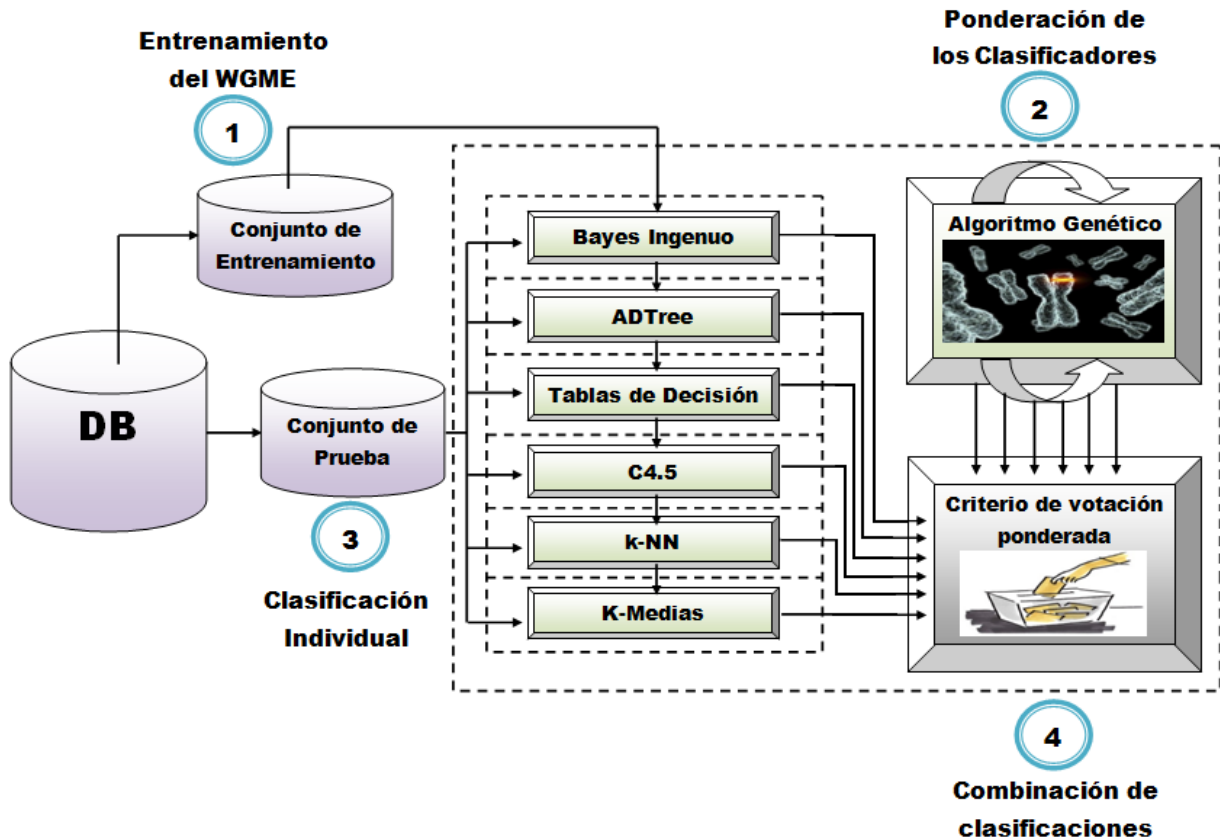 Entrenamiento
del WGME
1
Ponderación de
los Clasificadores
2
Conjunto de
Entrenamiento
DB
Conjunto de
Prueba
3
Clasificación
Individual
Bayes Ingenuo
ADTree
Tablas de Decisión
C4.5
k-NN
K-Medias
Algoritmo Genético
Criterio de votación
ponderada
4
Combinación de
clasificaciones